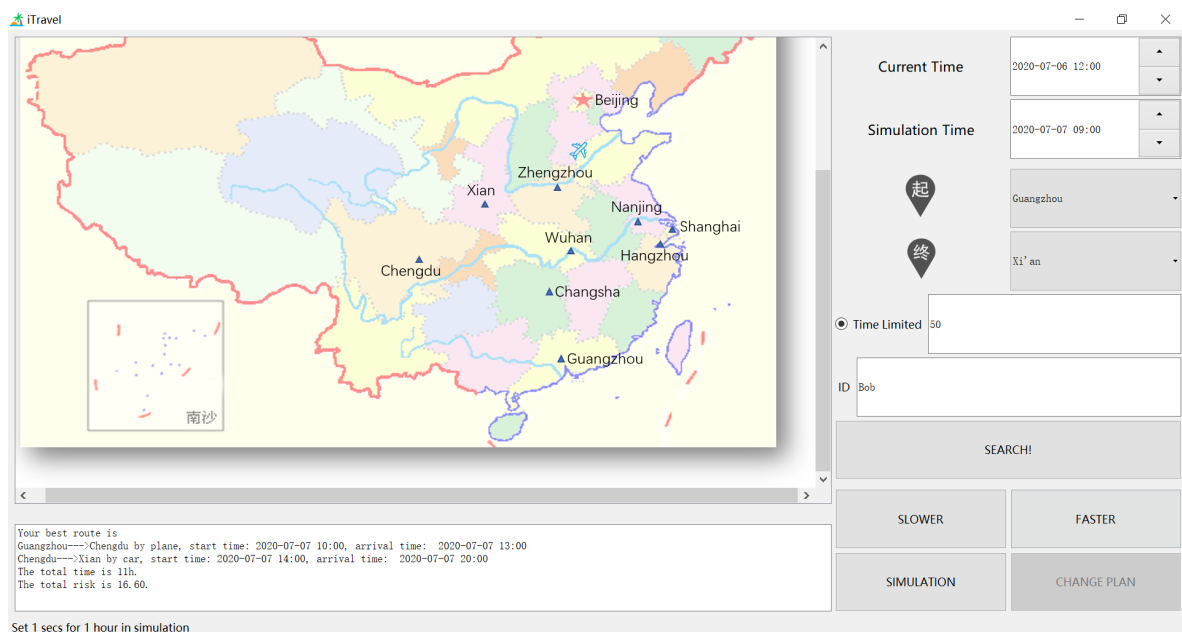 iTravel
Beijing
Zhengzhou
Xian
Nanjing
Shanghai
Wuhan
Hangzhou
Chengdu
Changsha
Guangzhou
南沙
Current Time
2020-07-06 12:00
Simulation Time
2020-07-07 09:00
起
Guangzhou
终
Xi'an
Time Limited
50
ID
Bob
SEARCH!
SLOWER
FASTER
SIMULATION
CHANGE PLAN
Your best route is
Guangzhou--->Chengdu by plane, start time: 2020-07-07 10:00, arrival time:  2020-07-07 13:00
Chengdu--->Xian by car, start time: 2020-07-07 14:00, arrival time:  2020-07-07 20:00
The total time is 11h.
The total risk is 16.60.
Set 1 secs for 1 hour in simulation